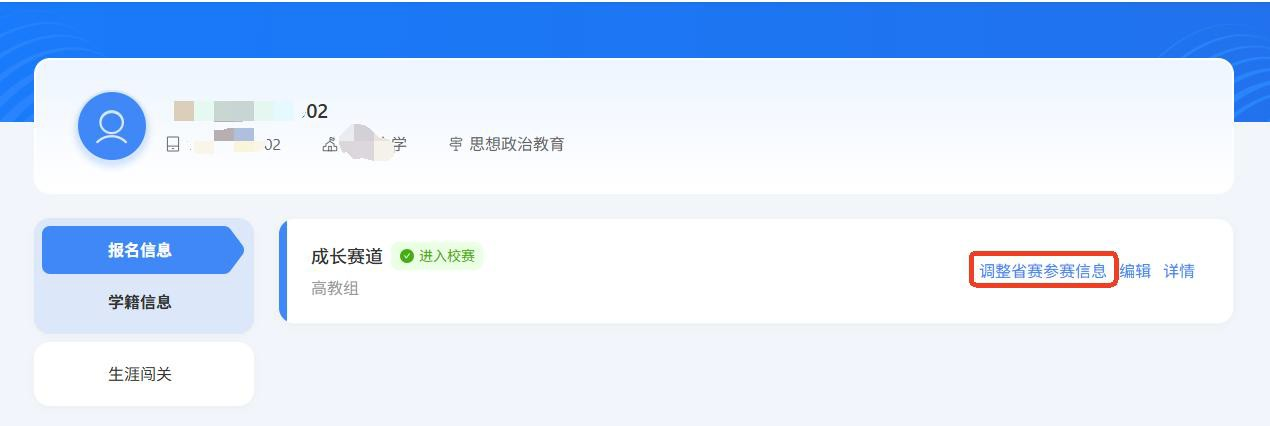 02
02 学 思想政治教育
报名信息
学籍信息
生涯闯关
成长赛道 进入校赛
高教组
调整省赛参赛信息 编辑 详情